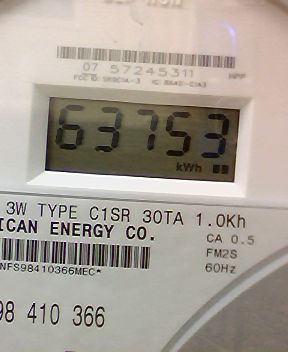 07 57245311
63753
kWh
3W TYPE C1SR 30TA 1.0Kh
ICAN ENERGY CO.
CA 0.5
FM2S
60Hz
NFS98410366MEC*
98 410 366